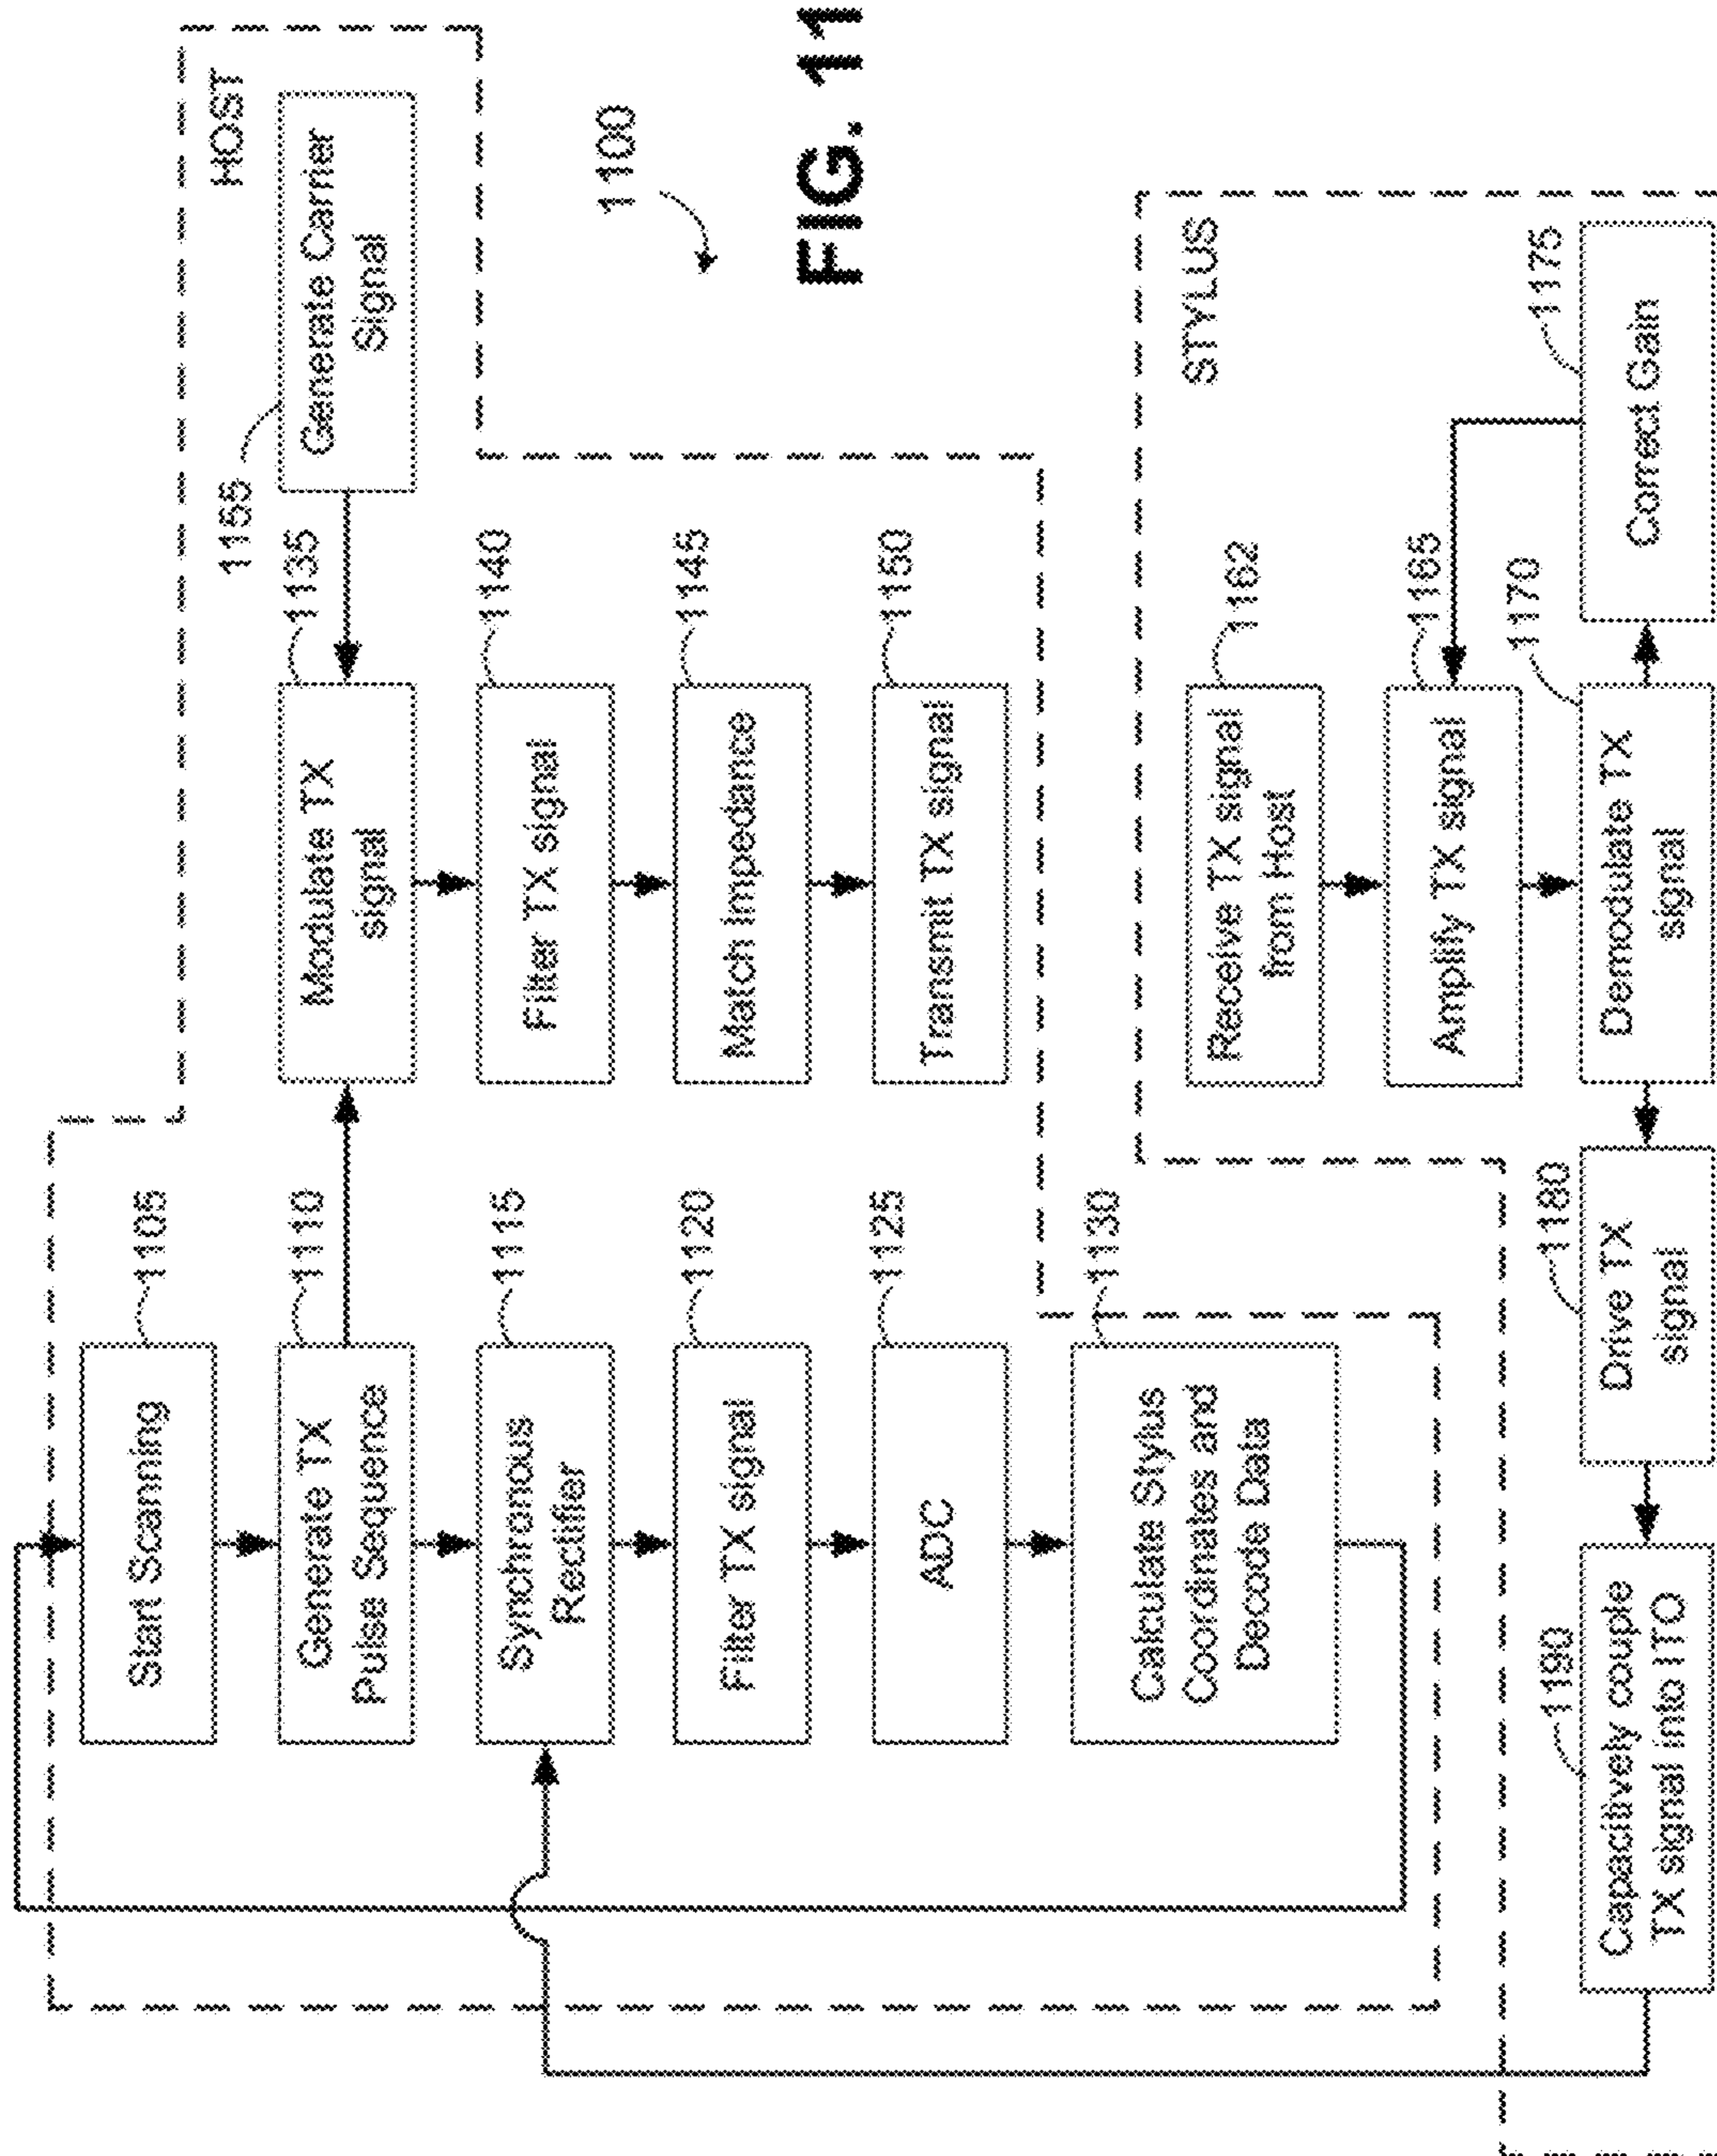 HOST
1105
Start Scanning
1110
Generate TX
Pulse Sequence
1115
Synchronous
Rectifier
1120
Filter TX signal
1125
ADC
1130
Calculate Stylus
Coordinates and
Decode Data
1135
Modulate TX
signal
1140
Filter TX signal
1145
Match Impedance
1150
Transmit TX signal
1155
Generate Carrier
Signal
1100
FIG. 11
STYLUS
1162
Receive TX signal
from Host
1165
Amplify TX signal
1170
Demodulate TX
signal
1175
Correct Gain
1180
Drive TX
signal
1190
Capacitively couple
TX signal into ITO